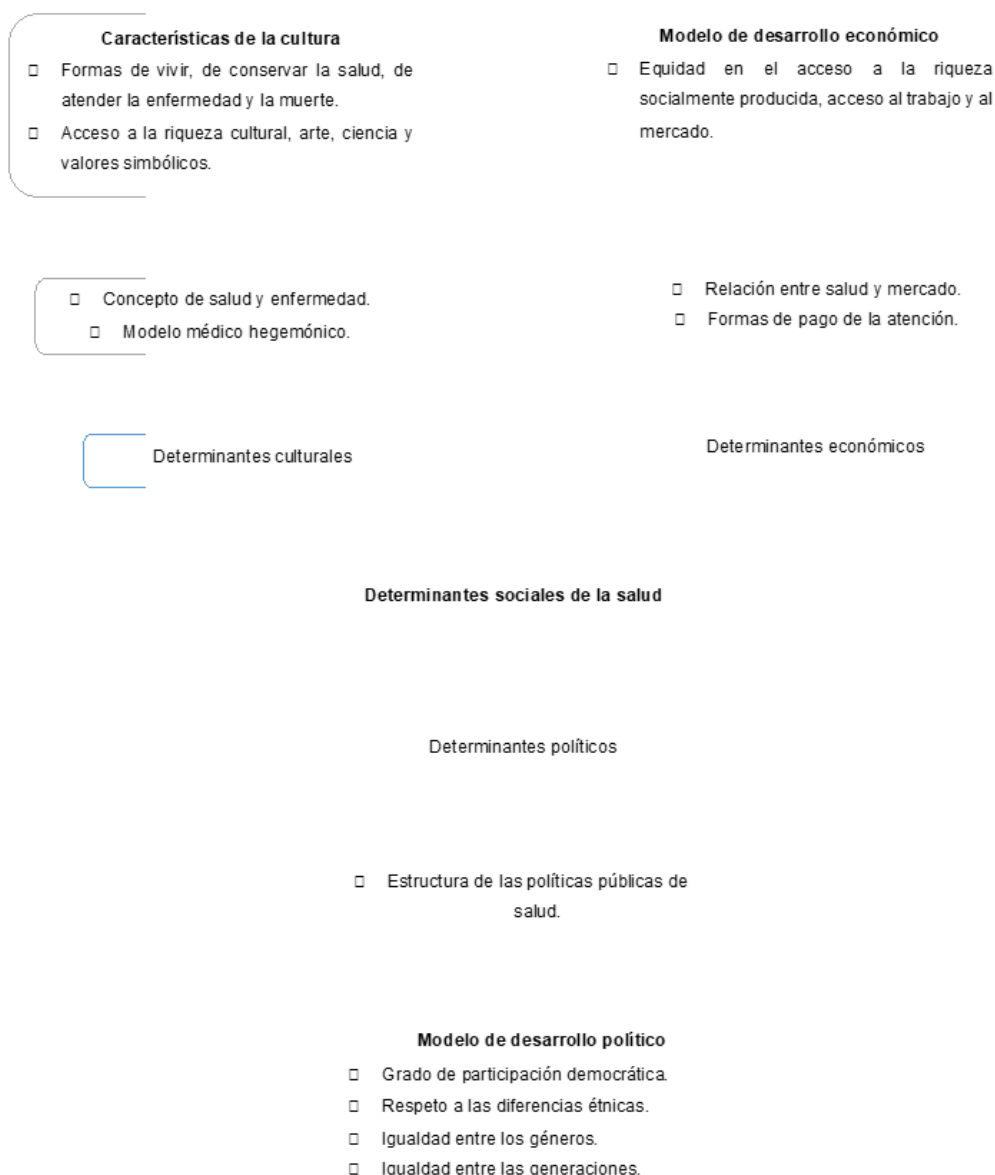 Características de la cultura
□ Formas de vivir, de conservar la salud, de
atender la enfermedad y la muerte.
□ Acceso a la riqueza cultural, arte, ciencia y
valores simbólicos.
Modelo de desarrollo económico
□ Equidad en el acceso a la riqueza
socialmente producida, acceso al trabajo y al
mercado.
□ Concepto de salud y enfermedad.
□ Modelo médico hegemónico.
□ Relación entre salud y mercado.
□ Formas de pago de la atención.
Determinantes culturales
Determinantes económicos
Determinantes sociales de la salud
Determinantes políticos
□ Estructura de las políticas públicas de
salud.
Modelo de desarrollo político
□ Grado de participación democrática.
□ Respeto a las diferencias étnicas.
□ Igualdad entre los géneros.
□ Igualdad entre las generaciones.